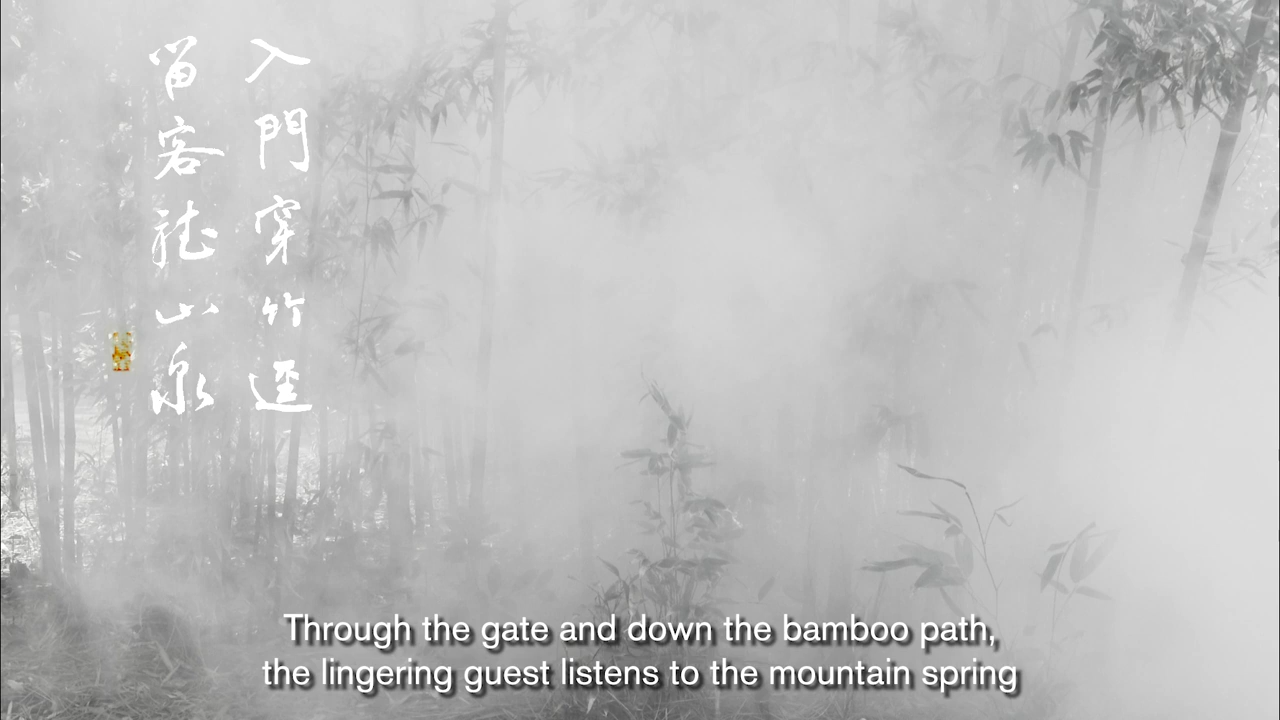 入門穿竹逕
留客聽山泉
Through the gate and down the bamboo path,
the lingering guest listens to the mountain spring